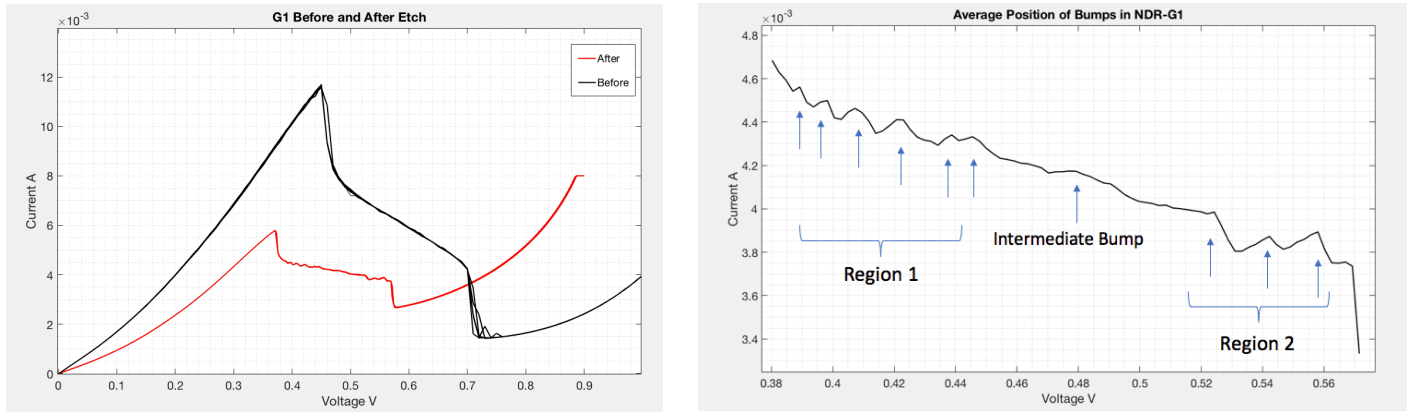 G1 Before and After Etch
×10⁻³
12
10
8
6
4
2
0
Current A
After
Before
0 0.1 0.2 0.3 0.4 0.5 0.6 0.7 0.8 0.9
Voltage V
Average Position of Bumps in NDR-G1
×10⁻³
4.8
4.6
4.4
4.2
4
3.8
3.6
3.4
Current A
Intermediate Bump
Region 1
Region 2
0.38 0.4 0.42 0.44 0.46 0.48 0.5 0.52 0.54 0.56
Voltage V